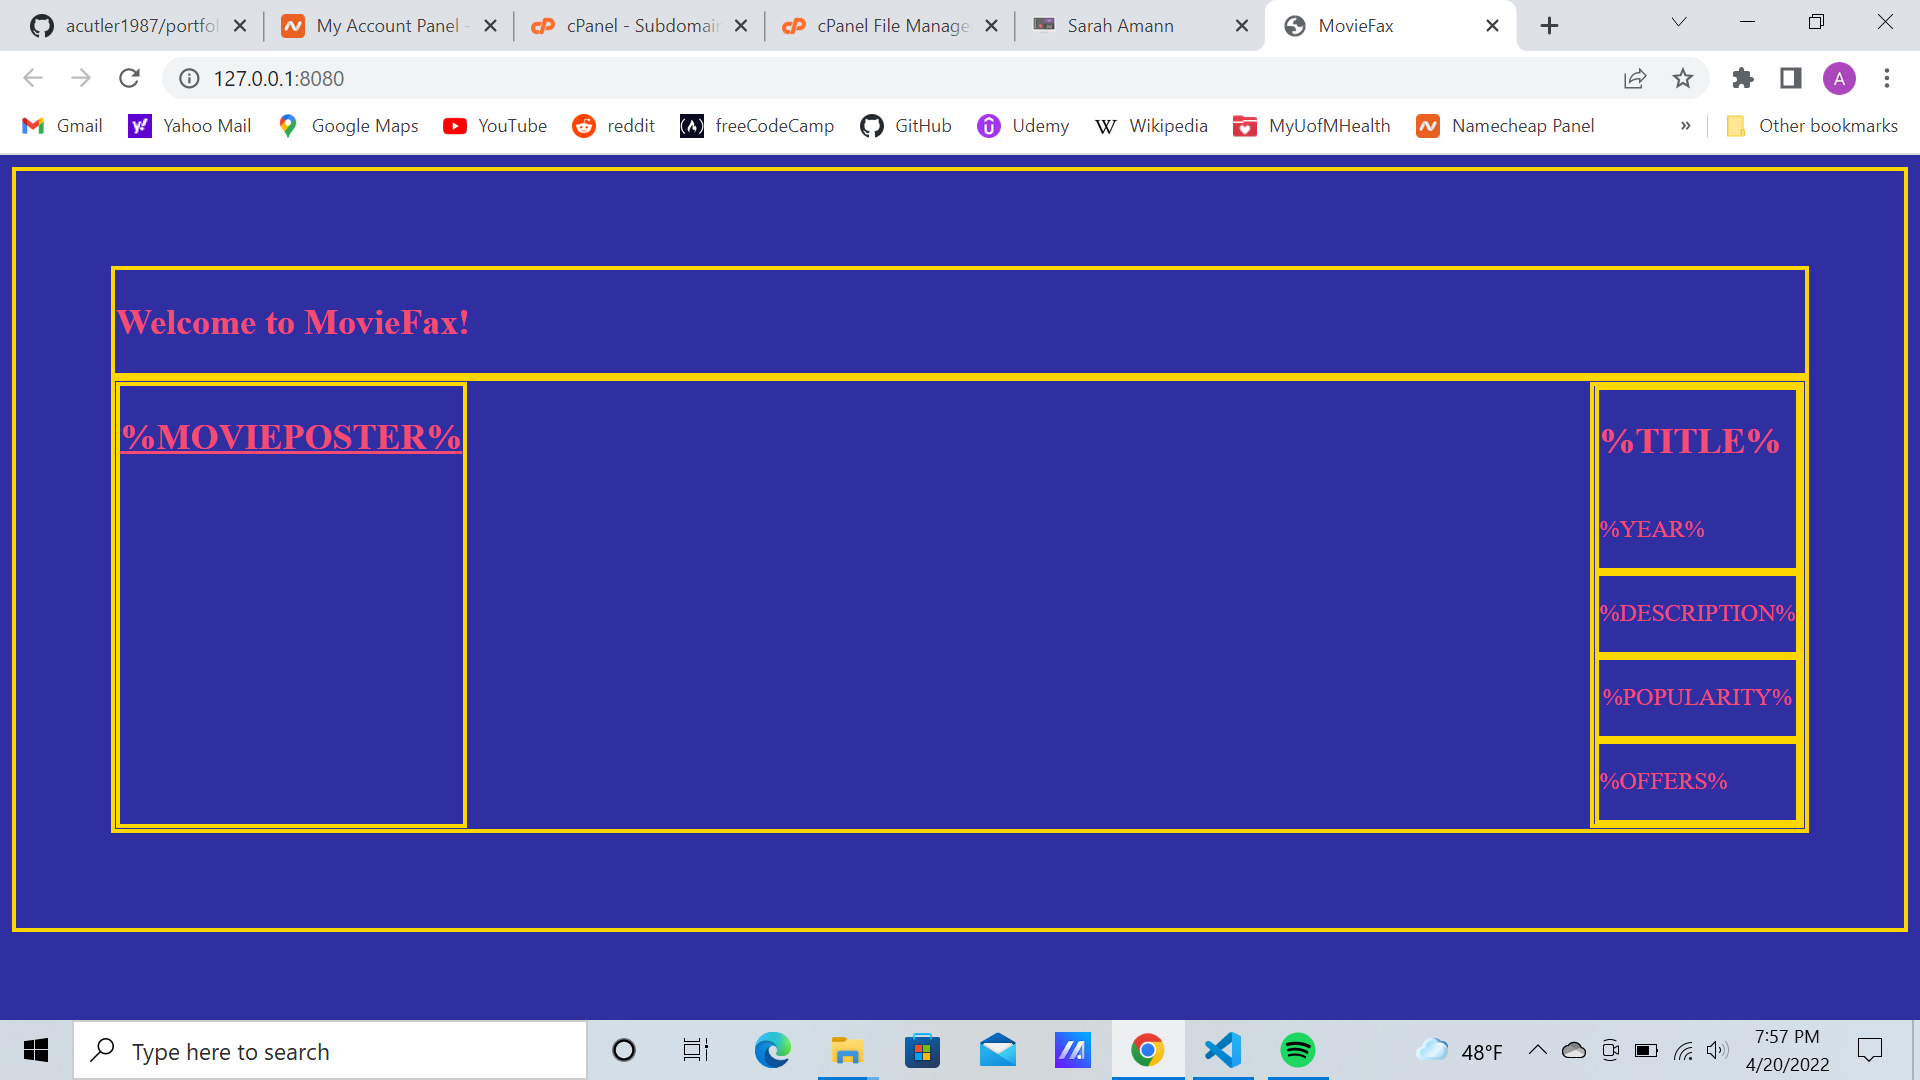 acutler1987/portfol
My Account Panel -
cPanel - Subdomain
cPanel File Manage
Sarah Amann
MovieFax
127.0.0.1:8080
A
Gmail
Yahoo Mail
Google Maps
YouTube
reddit
freeCodeCamp
GitHub
Udemy
Wikipedia
MyUofMHealth
Namecheap Panel
»
Other bookmarks
Welcome to MovieFax!
%MOVIEPOSTER%
%TITLE%
%YEAR%
%DESCRIPTION%
%POPULARITY%
%OFFERS%
Type here to search
48°F
7:57 PM
4/20/2022